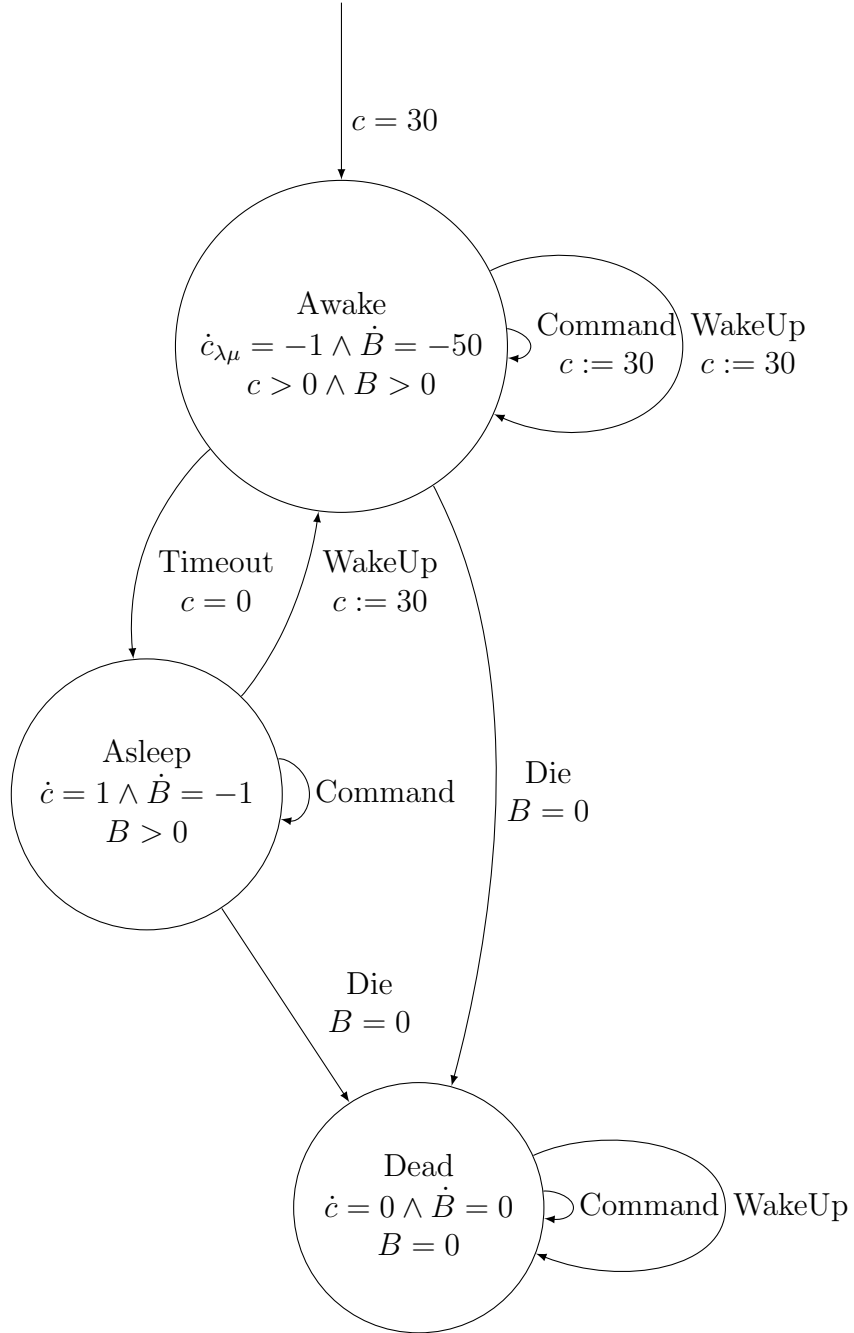 c = 30
Awake
ċ_λμ = −1 ∧ Ḃ = −50
c > 0 ∧ B > 0
Command
c := 30
WakeUp
c := 30
Timeout
c = 0
WakeUp
c := 30
Asleep
ċ = 1 ∧ Ḃ = −1
B > 0
Command
Die
B = 0
Die
B = 0
Dead
ċ = 0 ∧ Ḃ = 0
B = 0
Command
WakeUp